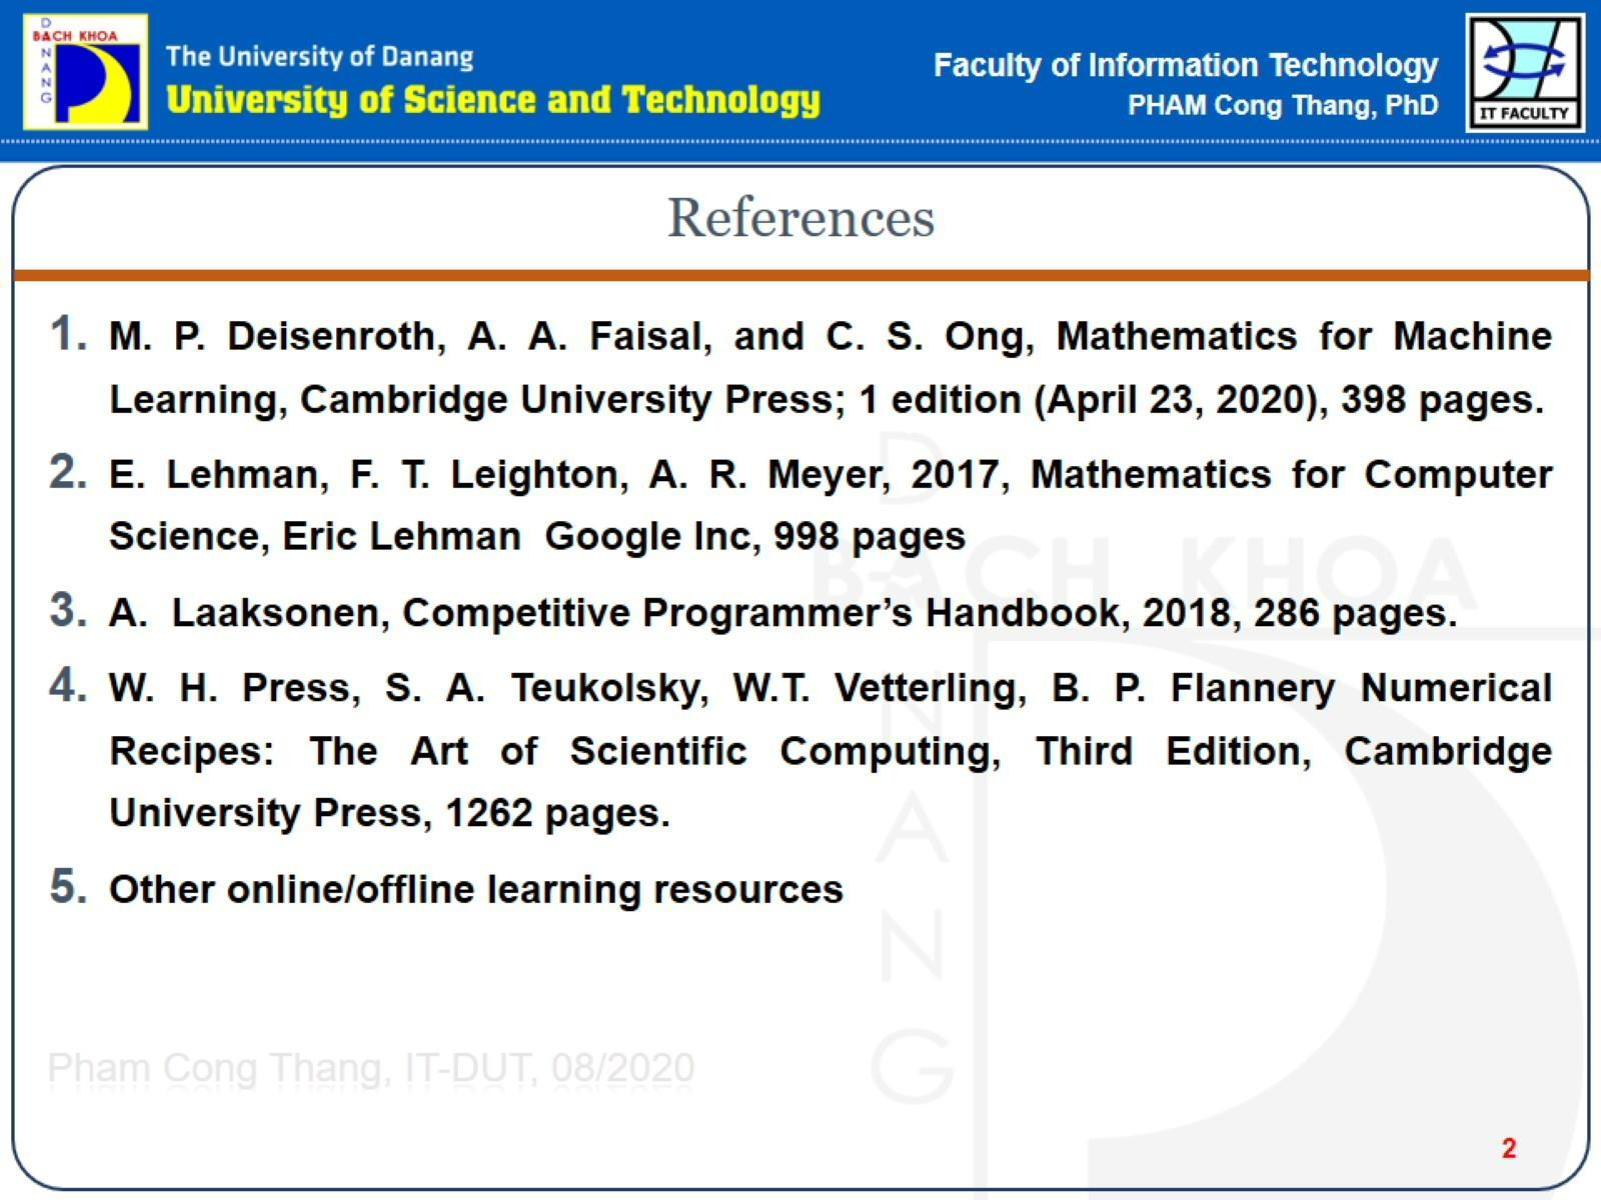 D
BACH KHOA
N
A
N
G
The University of Danang
University of Science and Technology
Faculty of Information Technology
PHAM Cong Thang, PhD
IT FACULTY
References
1. M. P. Deisenroth, A. A. Faisal, and C. S. Ong, Mathematics for Machine
Learning, Cambridge University Press; 1 edition (April 23, 2020), 398 pages.
2. E. Lehman, F. T. Leighton, A. R. Meyer, 2017, Mathematics for Computer
Science, Eric Lehman  Google Inc, 998 pages
3. A.  Laaksonen, Competitive Programmer’s Handbook, 2018, 286 pages.
4. W. H. Press, S. A. Teukolsky, W.T. Vetterling, B. P. Flannery Numerical
Recipes: The Art of Scientific Computing, Third Edition, Cambridge
University Press, 1262 pages.
5. Other online/offline learning resources
D
BACH KHOA
N
A
N
G
Pham Cong Thang, IT-DUT, 08/2020
2